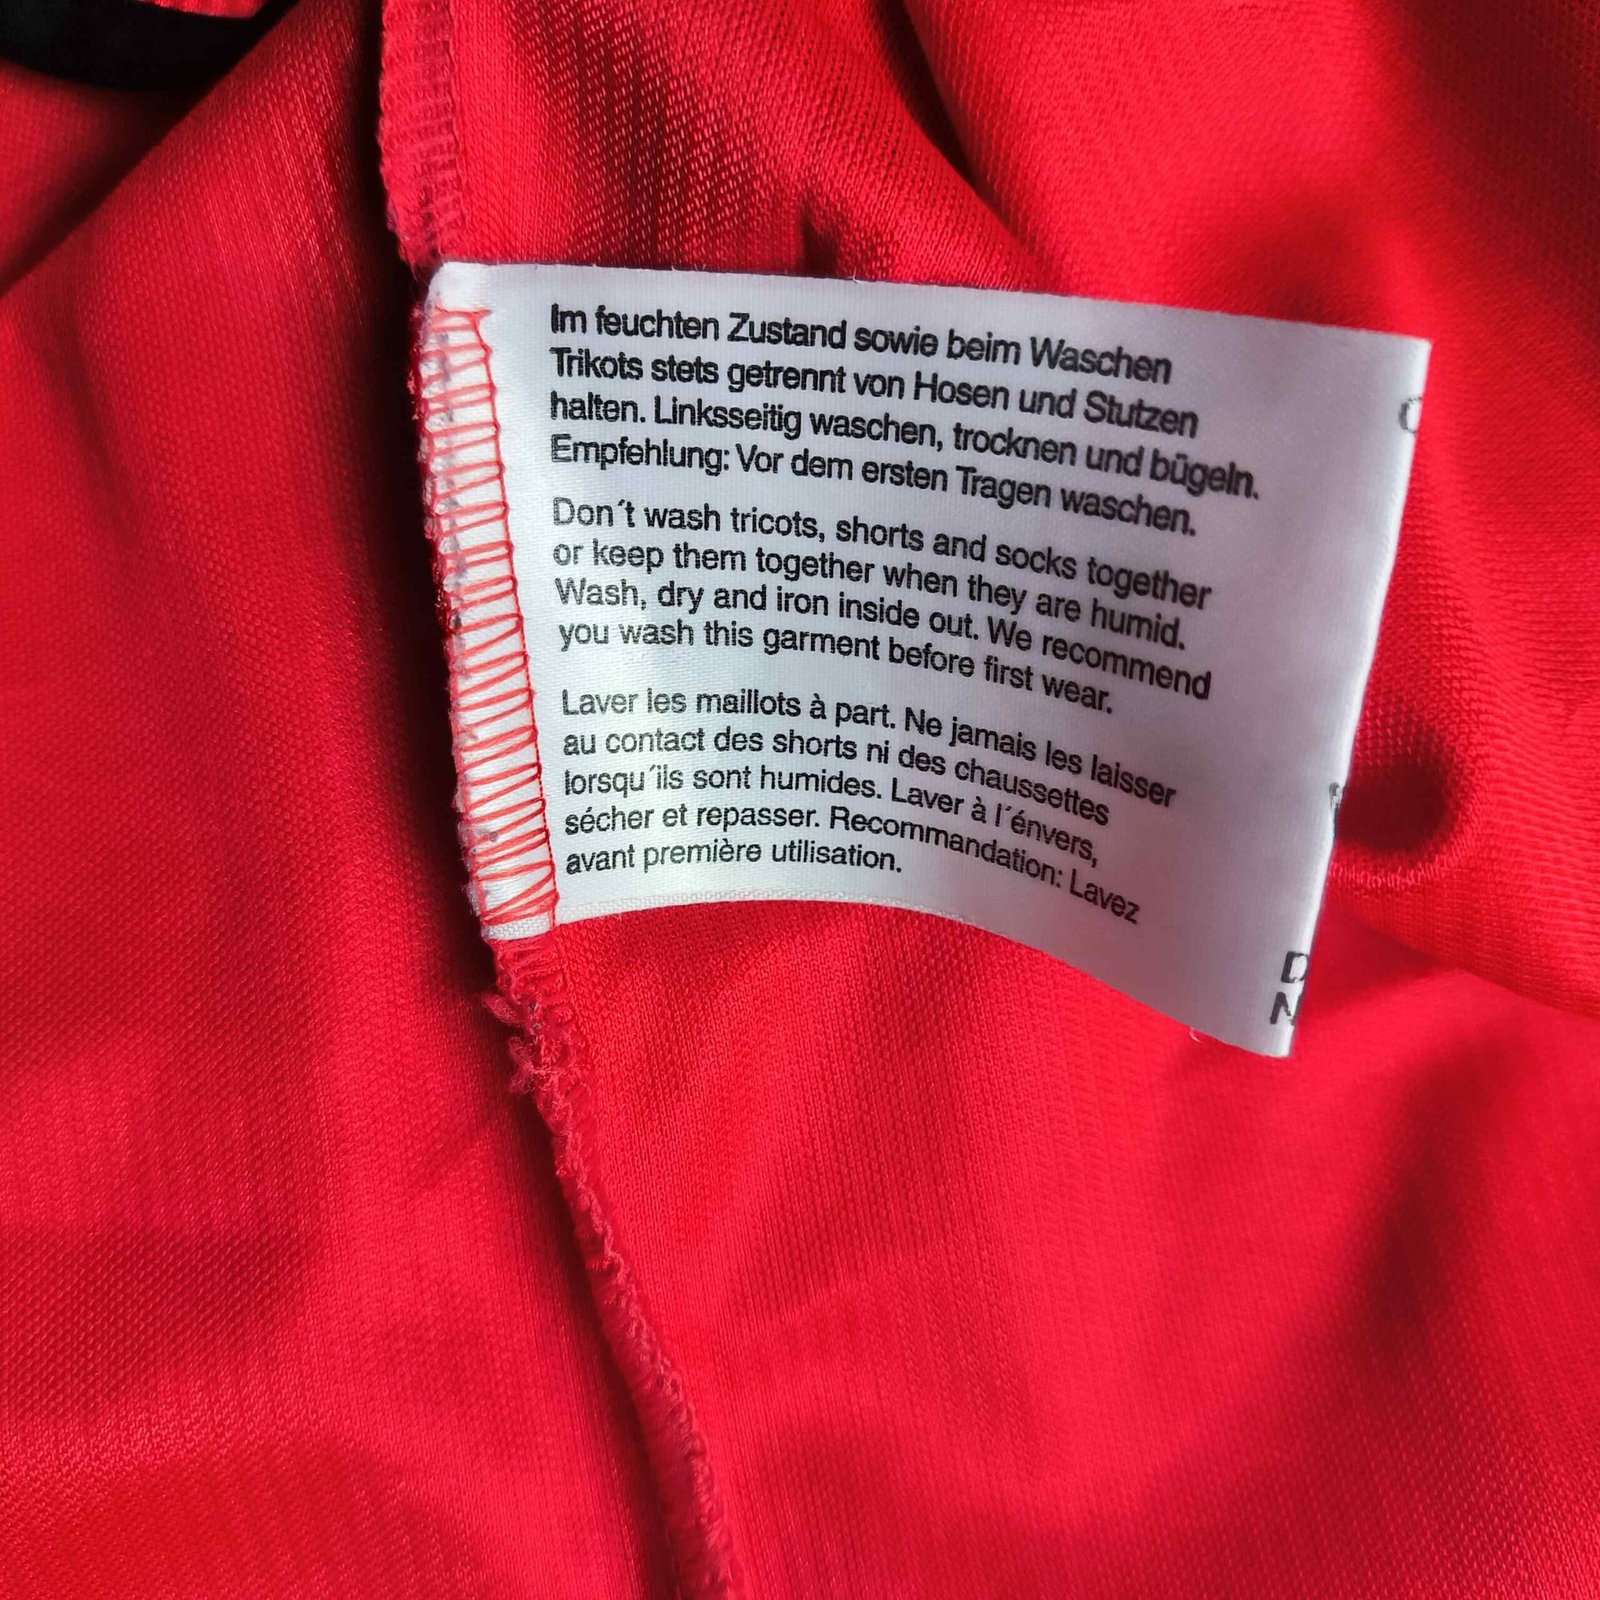 Im feuchten Zustand sowie beim Waschen
Trikots stets getrennt von Hosen und Stutzen
halten. Linksseitig waschen, trocknen und bügeln.
Empfehlung: Vor dem ersten Tragen waschen.
Don´t wash tricots, shorts and socks together
or keep them together when they are humid.
Wash, dry and iron inside out. We recommend
you wash this garment before first wear.
Laver les maillots à part. Ne jamais les laisser
au contact des shorts ni des chaussettes
lorsqu´ils sont humides. Laver à l´énvers,
sécher et repasser. Recommandation: Lavez
avant première utilisation.